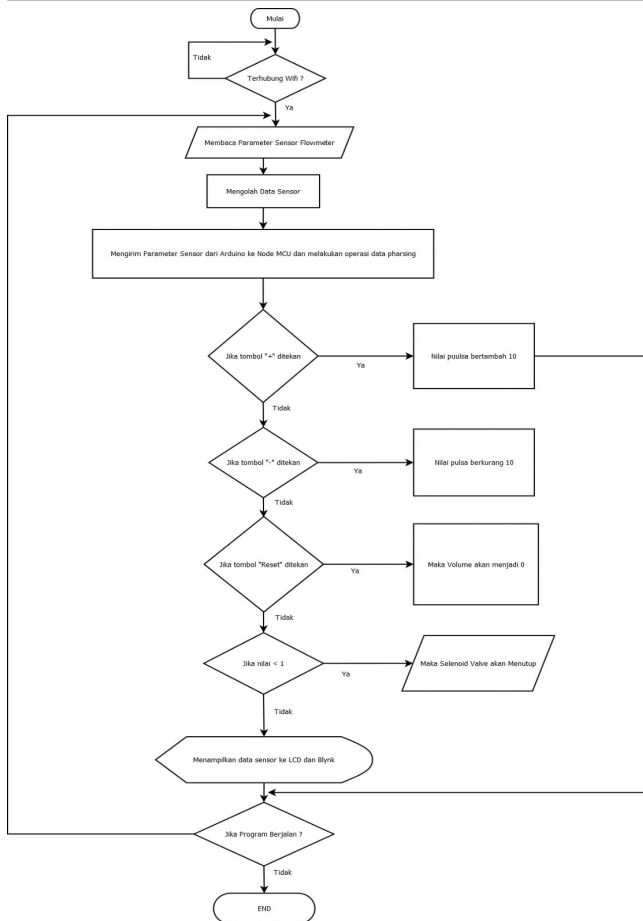 Mulai
Tidak
Terhubung Wifi ?
Ya
Membaca Parameter Sensor Flowmeter
Mengolah Data Sensor
Mengirim Parameter Sensor dari Arduino ke Node MCU dan melakukan operasi data pharsing
Jika tombol "+" ditekan
Ya
Nilai puulsa bertambah 10
Tidak
Jika tombol "-" ditekan
Ya
Nilai pulsa berkurang 10
Tidak
Jika tombol "Reset" ditekan
Ya
Maka Volume akan menjadi 0
Tidak
Jika nilai < 1
Ya
Maka Selenoid Valve akan Menutup
Tidak
Menampilkan data sensor ke LCD dan Blynk
Jika Program Berjalan ?
Tidak
END